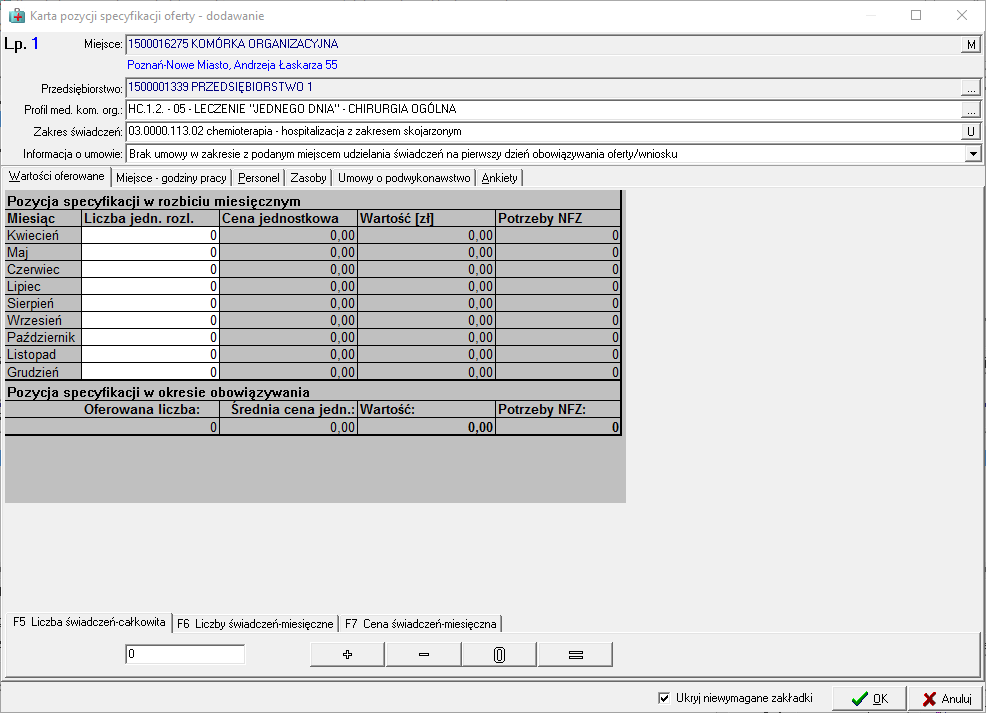 Karta pozycji specyfikacji oferty - dodawanie
Lp. 1
Miejsce: 1500016275 KOMÓRKA ORGANIZACYJNA M
Poznań-Nowe Miasto, Andrzeja Łaskarza 55
Przedsiębiorstwo: 1500001339 PRZEDSIĘBIORSTWO 1 ...
Profil med. kom. org.: HC.1.2. - 05 - LECZENIE "JEDNEGO DNIA" - CHIRURGIA OGÓLNA ...
Zakres świadczeń: 03.0000.113.02 chemioterapia - hospitalizacja z zakresem skojarzonym U
Informacja o umowie: Brak umowy w zakresie z podanym miejscem udzielania świadczeń na pierwszy dzień obowiązywania oferty/wniosku
Wartości oferowane Miejsce - godziny pracy Personel Zasoby Umowy o podwykonawstwo Ankiety
Pozycja specyfikacji w rozbiciu miesięcznym
Miesiąc Liczba jedn. rozl. Cena jednostkowa Wartość [zł] Potrzeby NFZ
Kwiecień 0 0,00 0,00 0
Maj 0 0,00 0,00 0
Czerwiec 0 0,00 0,00 0
Lipiec 0 0,00 0,00 0
Sierpień 0 0,00 0,00 0
Wrzesień 0 0,00 0,00 0
Październik 0 0,00 0,00 0
Listopad 0 0,00 0,00 0
Grudzień 0 0,00 0,00 0
Pozycja specyfikacji w okresie obowiązywania
Oferowana liczba: Średnia cena jedn.: Wartość: Potrzeby NFZ:
0 0,00 0,00 0
F5 Liczba świadczeń-całkowita F6 Liczby świadczeń-miesięczne F7 Cena świadczeń-miesięczna
0 + - 0 =
Ukryj niewymagane zakładki OK Anuluj